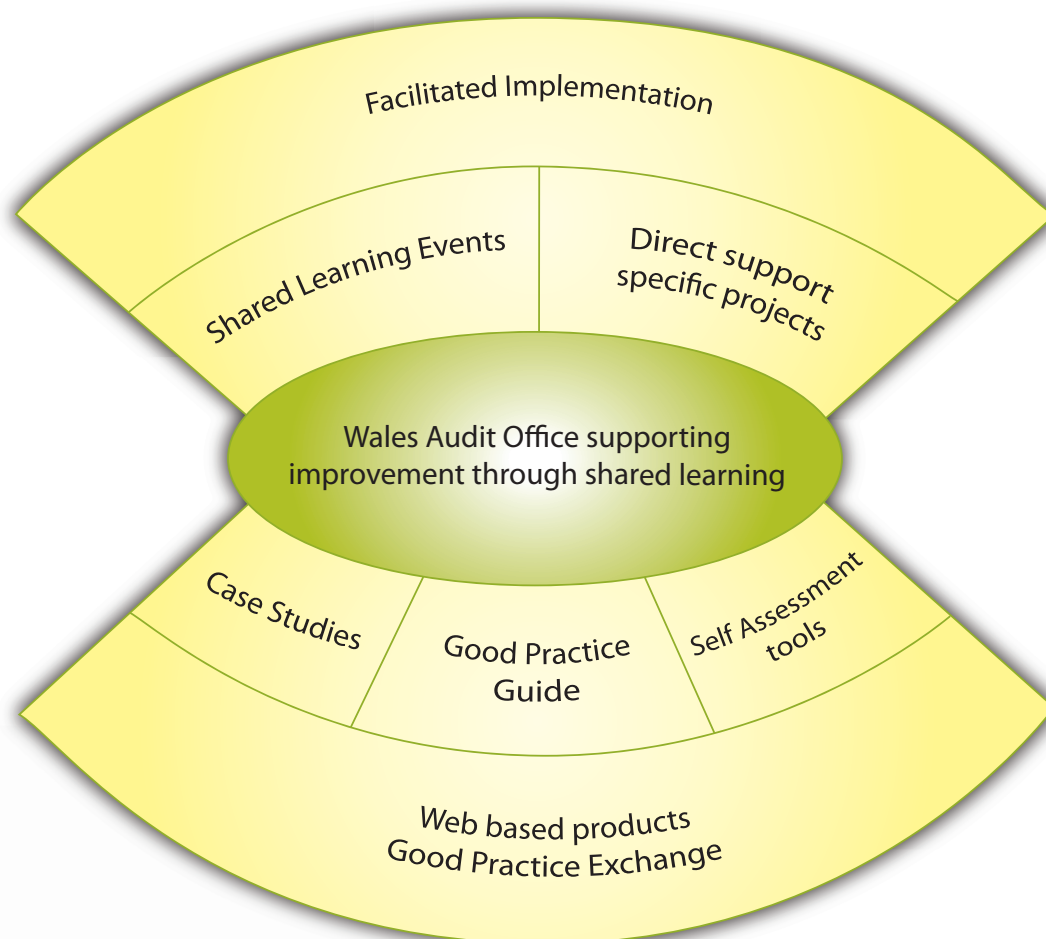 Facilitated Implementation
Shared Learning Events
Direct support
specific projects
Wales Audit Office supporting
improvement through shared learning
Case Studies
Good Practice
Guide
Self Assessment
tools
Web based products
Good Practice Exchange